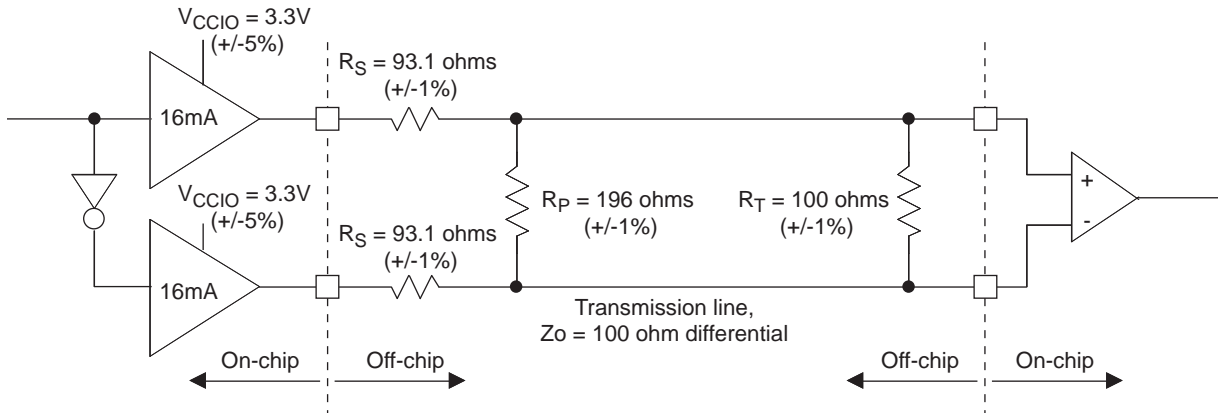 VCCIO = 3.3V
(+/-5%)
RS = 93.1 ohms
(+/-1%)
16mA
VCCIO = 3.3V
(+/-5%)
RS = 93.1 ohms
(+/-1%)
16mA
RP = 196 ohms
(+/-1%)
RT = 100 ohms
(+/-1%)
+
-
Transmission line,
Zo = 100 ohm differential
On-chip
Off-chip
Off-chip
On-chip